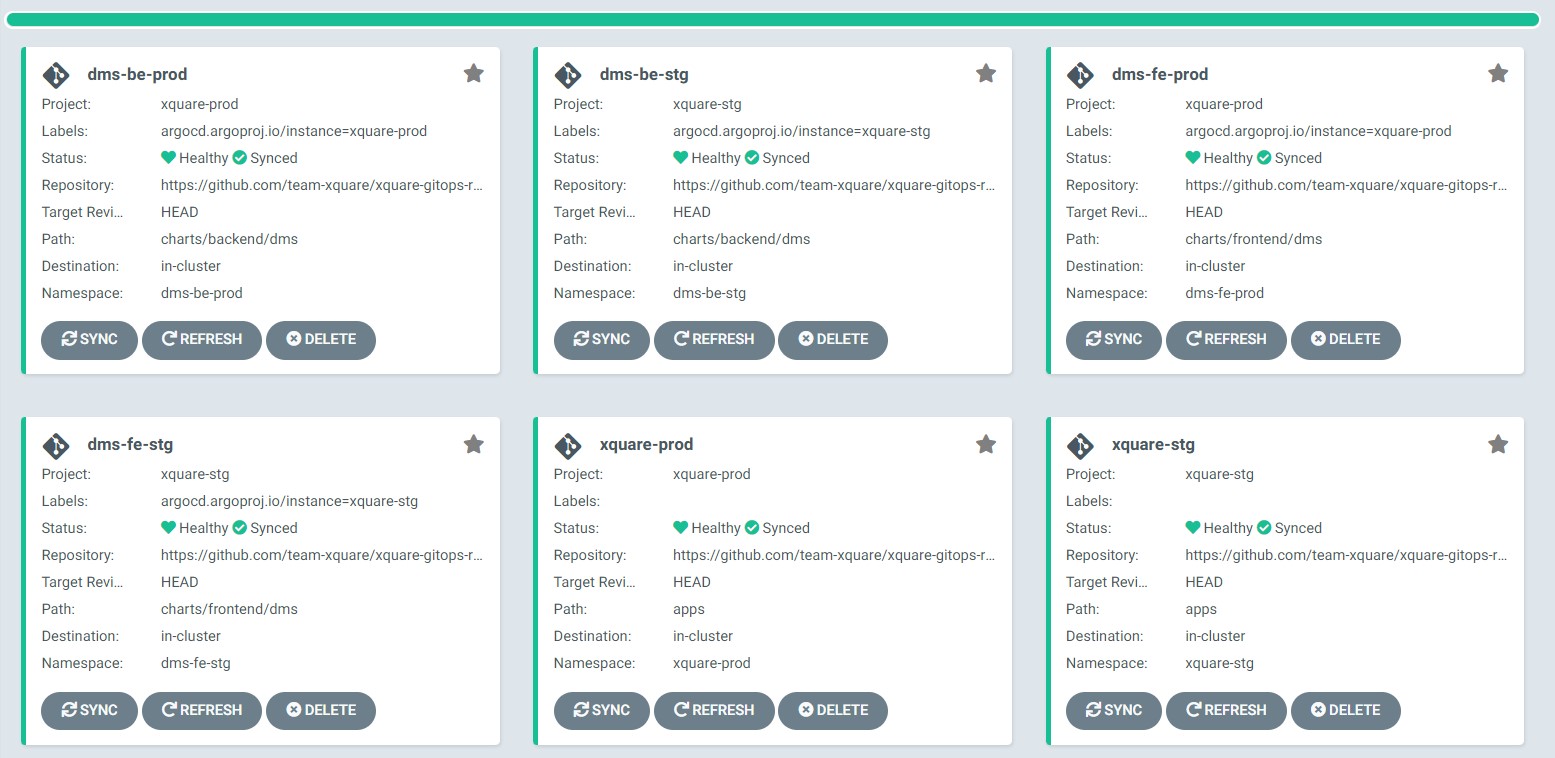 dms-be-prod
Project: xquare-prod
Labels: argocd.argoproj.io/instance=xquare-prod
Status: Healthy Synced
Repository: https://github.com/team-xquare/xquare-gitops-r...
Target Revi... HEAD
Path: charts/backend/dms
Destination: in-cluster
Namespace: dms-be-prod
SYNC REFRESH DELETE
dms-be-stg
Project: xquare-stg
Labels: argocd.argoproj.io/instance=xquare-stg
Status: Healthy Synced
Repository: https://github.com/team-xquare/xquare-gitops-r...
Target Revi... HEAD
Path: charts/backend/dms
Destination: in-cluster
Namespace: dms-be-stg
SYNC REFRESH DELETE
dms-fe-prod
Project: xquare-prod
Labels: argocd.argoproj.io/instance=xquare-prod
Status: Healthy Synced
Repository: https://github.com/team-xquare/xquare-gitops-r...
Target Revi... HEAD
Path: charts/frontend/dms
Destination: in-cluster
Namespace: dms-fe-prod
SYNC REFRESH DELETE
dms-fe-stg
Project: xquare-stg
Labels: argocd.argoproj.io/instance=xquare-stg
Status: Healthy Synced
Repository: https://github.com/team-xquare/xquare-gitops-r...
Target Revi... HEAD
Path: charts/frontend/dms
Destination: in-cluster
Namespace: dms-fe-stg
SYNC REFRESH DELETE
xquare-prod
Project: xquare-prod
Labels:
Status: Healthy Synced
Repository: https://github.com/team-xquare/xquare-gitops-r...
Target Revi... HEAD
Path: apps
Destination: in-cluster
Namespace: xquare-prod
SYNC REFRESH DELETE
xquare-stg
Project: xquare-stg
Labels:
Status: Healthy Synced
Repository: https://github.com/team-xquare/xquare-gitops-r...
Target Revi... HEAD
Path: apps
Destination: in-cluster
Namespace: xquare-stg
SYNC REFRESH DELETE